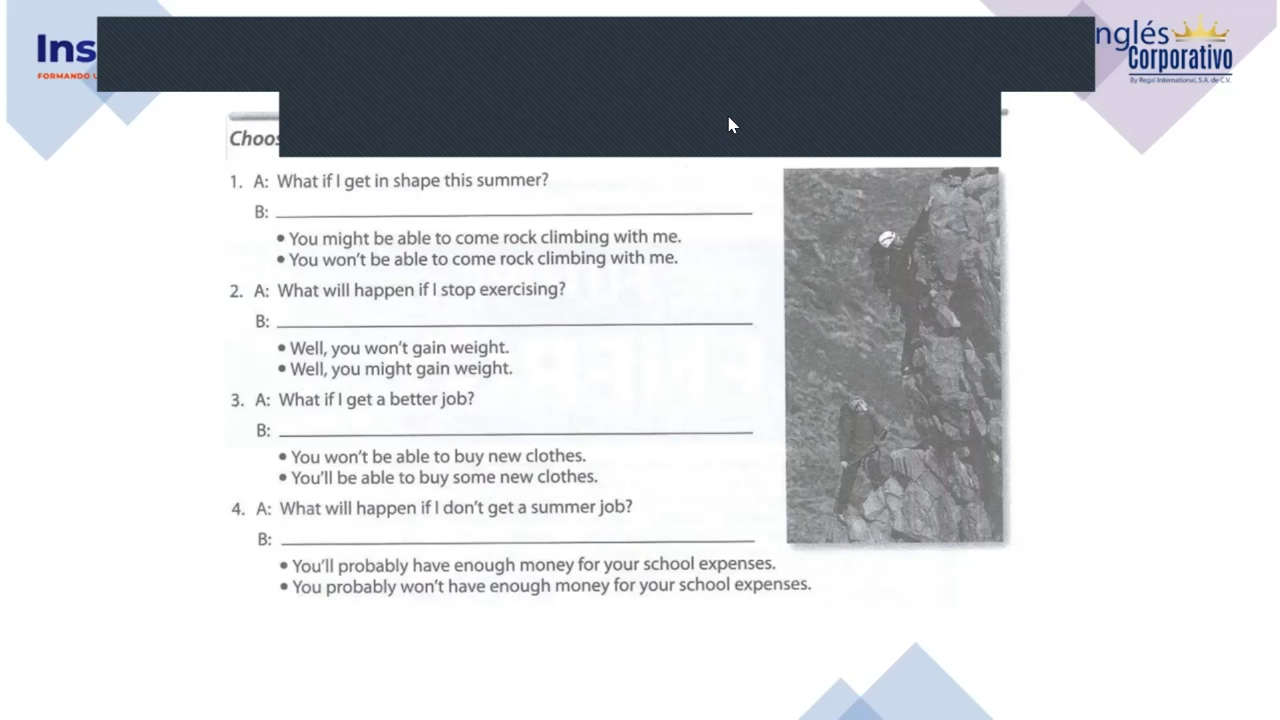 Ins
FORMANDO U
nglés
Corporativo
By Regal International, S.A. de C.V.
Choos
1. A: What if I get in shape this summer?
B: ____________________
• You might be able to come rock climbing with me.
• You won't be able to come rock climbing with me.
2. A: What will happen if I stop exercising?
B: ____________________
• Well, you won't gain weight.
• Well, you might gain weight.
3. A: What if I get a better job?
B: ____________________
• You won't be able to buy new clothes.
• You'll be able to buy some new clothes.
4. A: What will happen if I don't get a summer job?
B: ____________________
• You'll probably have enough money for your school expenses.
• You probably won't have enough money for your school expenses.